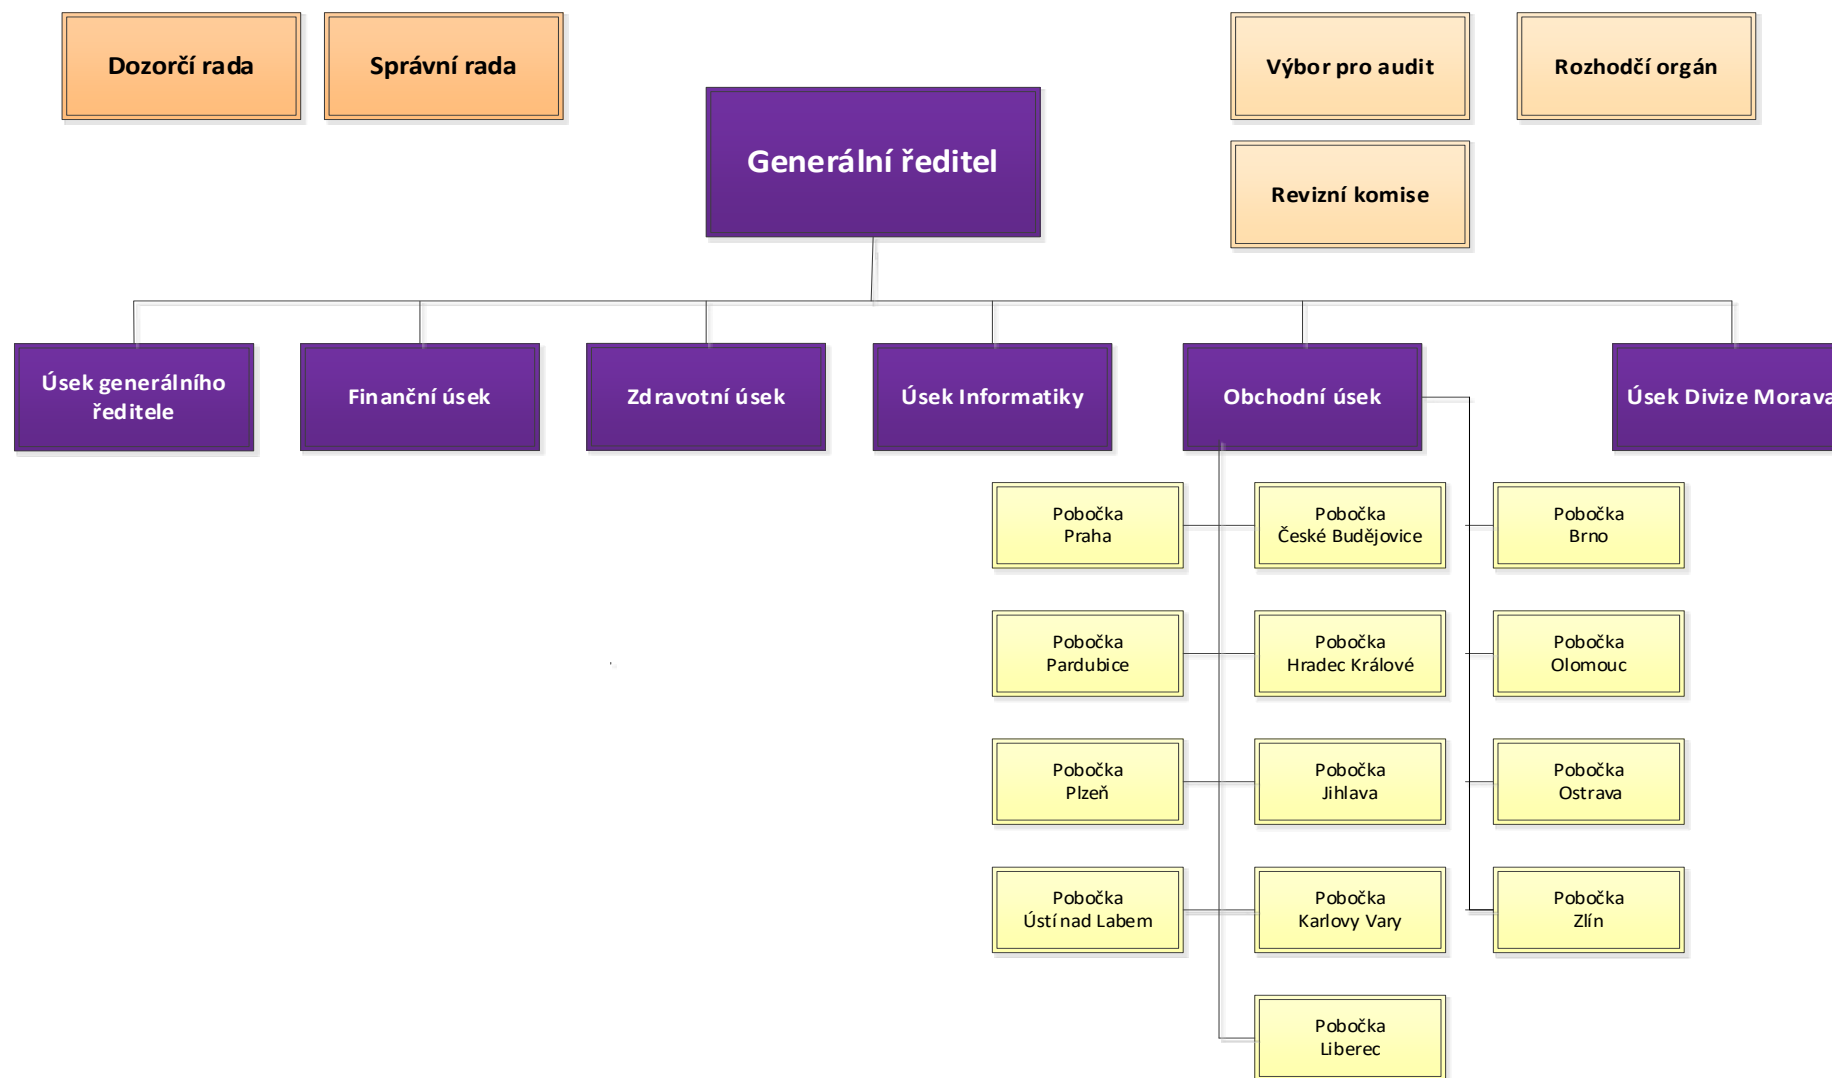 Dozorčí rada
Správní rada
Výbor pro audit
Rozhodčí orgán
Generální ředitel
Revizní komise
Úsek generálního
ředitele
Finanční úsek
Zdravotní úsek
Úsek Informatiky
Obchodní úsek
Úsek Divize Morava
Pobočka
Praha
Pobočka
České Budějovice
Pobočka
Brno
Pobočka
Pardubice
Pobočka
Hradec Králové
Pobočka
Olomouc
Pobočka
Plzeň
Pobočka
Jihlava
Pobočka
Ostrava
Pobočka
Ústí nad Labem
Pobočka
Karlovy Vary
Pobočka
Zlín
Pobočka
Liberec